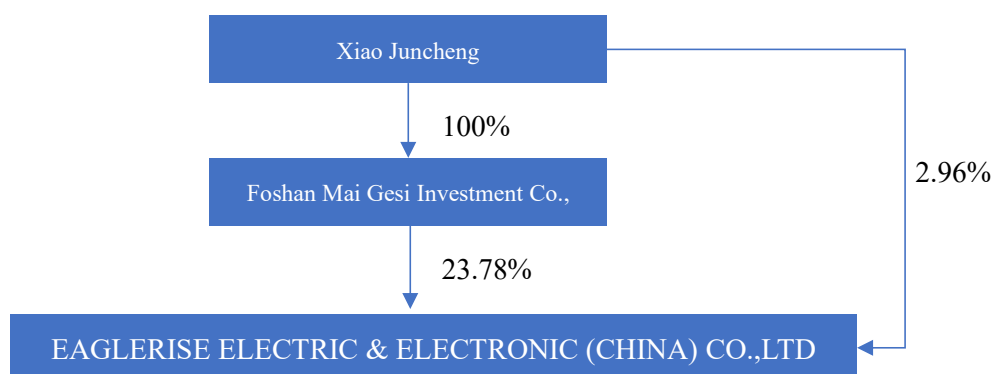 Xiao Juncheng
100%
Foshan Mai Gesi Investment Co.,
2.96%
23.78%
EAGLERISE ELECTRIC & ELECTRONIC (CHINA) CO.,LTD